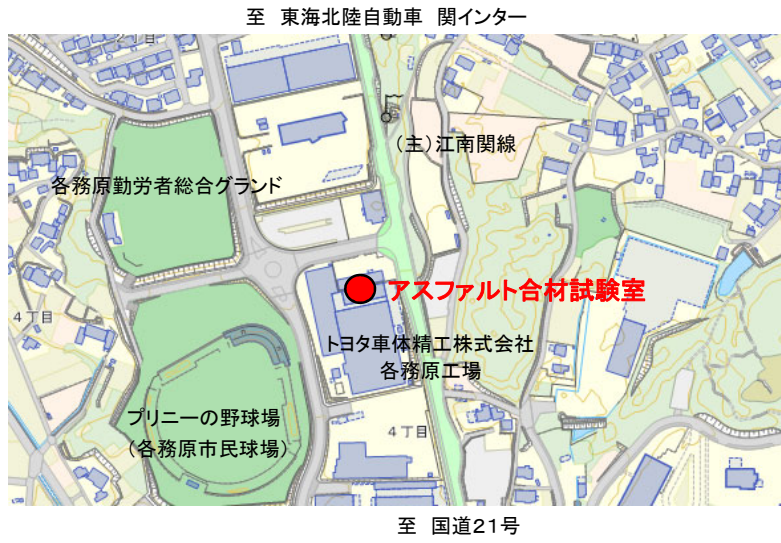 至　東海北陸自動車　関インター
2丁目
（主）江南関線
各務原勤労者総合グランド
アスファルト合材試験室
4丁目
トヨタ車体精工株式会社
各務原工場
プリニーの野球場
（各務原市民球場）
4丁目
至　国道21号